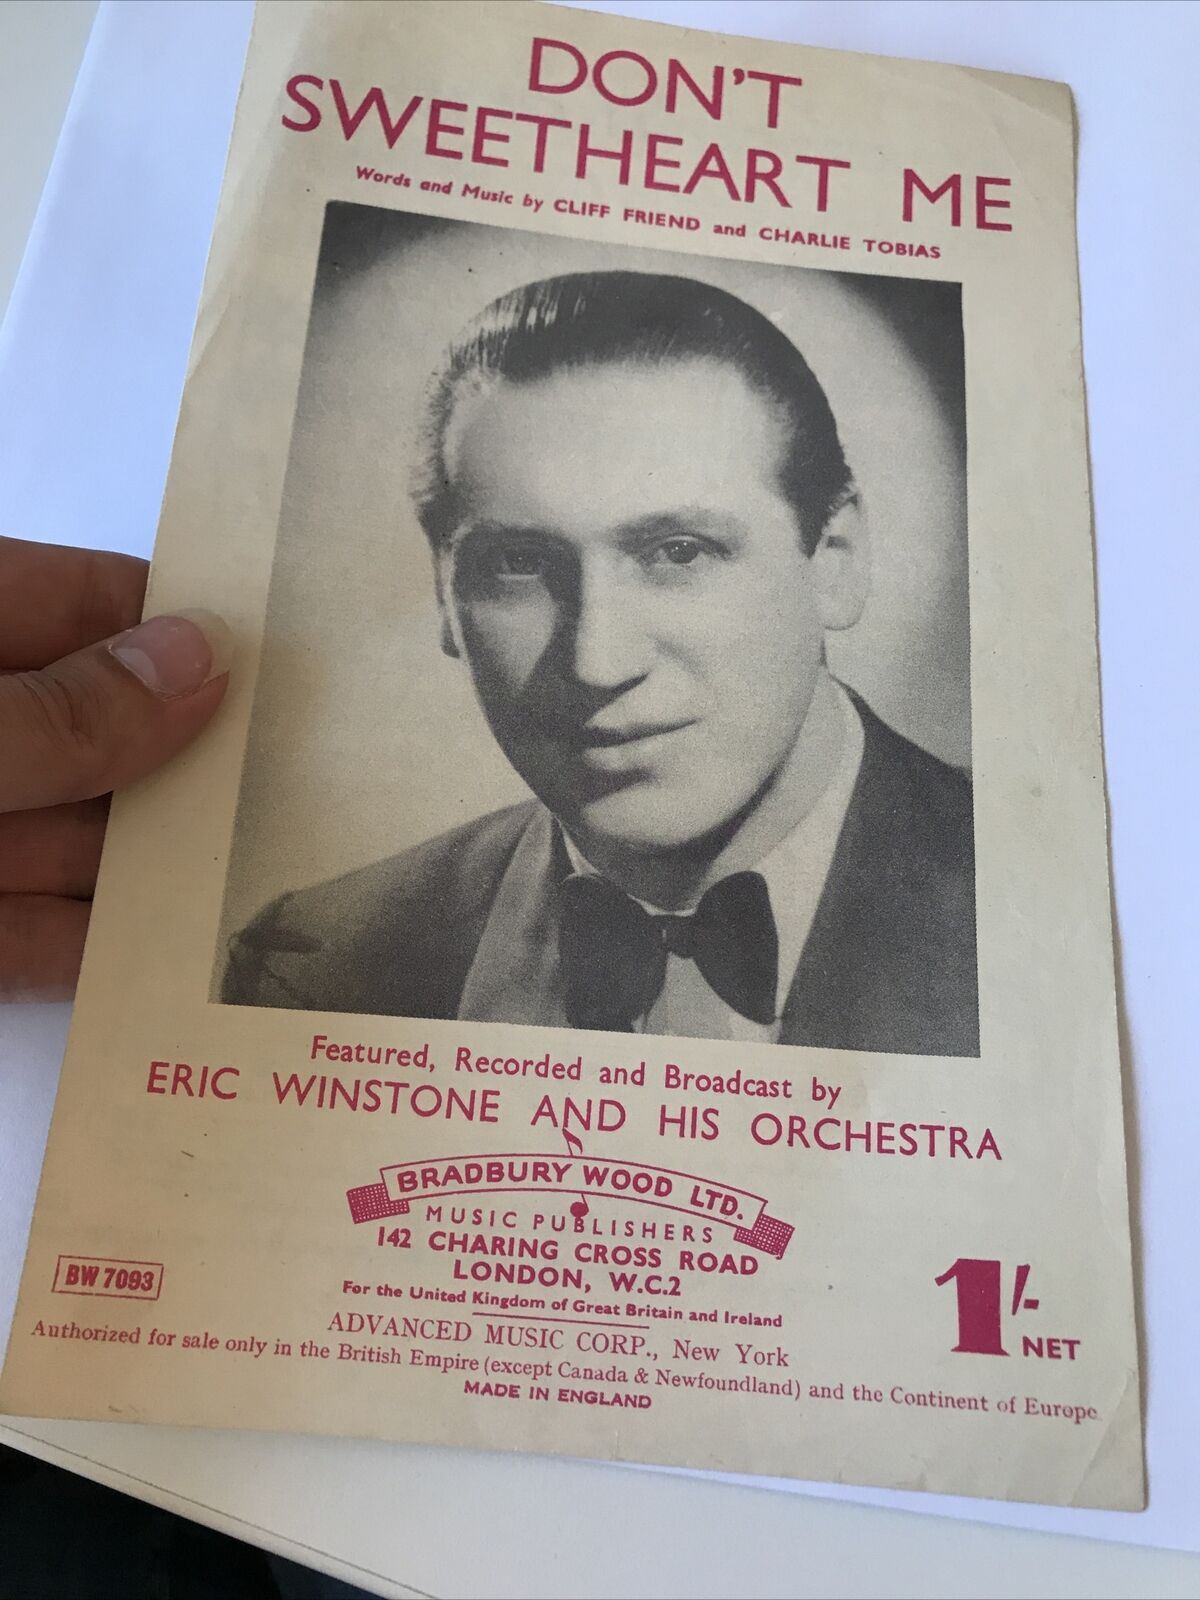 DON'T
SWEETHEART ME
Words and Music by CLIFF FRIEND and CHARLIE TOBIAS
Featured, Recorded and Broadcast by
ERIC WINSTONE AND HIS ORCHESTRA
BRADBURY WOOD LTD.
MUSIC PUBLISHERS
142 CHARING CROSS ROAD
LONDON, W.C.2
For the United Kingdom of Great Britain and Ireland
BW 7093
1/- NET
ADVANCED MUSIC CORP., New York
Authorized for sale only in the British Empire (except Canada & Newfoundland) and the Continent of Europe
MADE IN ENGLAND